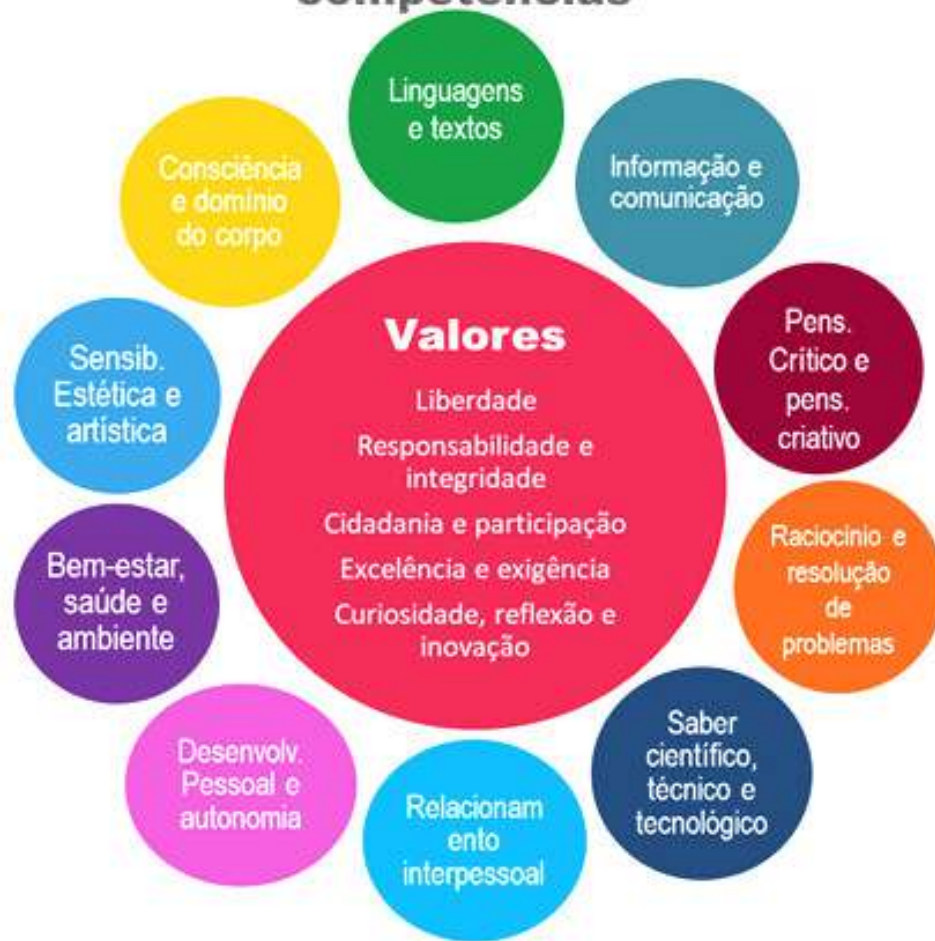 competências
Linguagens
e textos
Informação e
comunicação
Pens.
Crítico e
pens.
criativo
Raciocínio e
resolução
de
problemas
Saber
científico,
técnico e
tecnológico
Relacionam
ento
interpessoal
Desenvolv.
Pessoal e
autonomia
Bem-estar,
saúde e
ambiente
Sensib.
Estética e
artística
Consciência
e domínio
do corpo
Valores
Liberdade
Responsabilidade e
integridade
Cidadania e participação
Excelência e exigência
Curiosidade, reflexão e
inovação